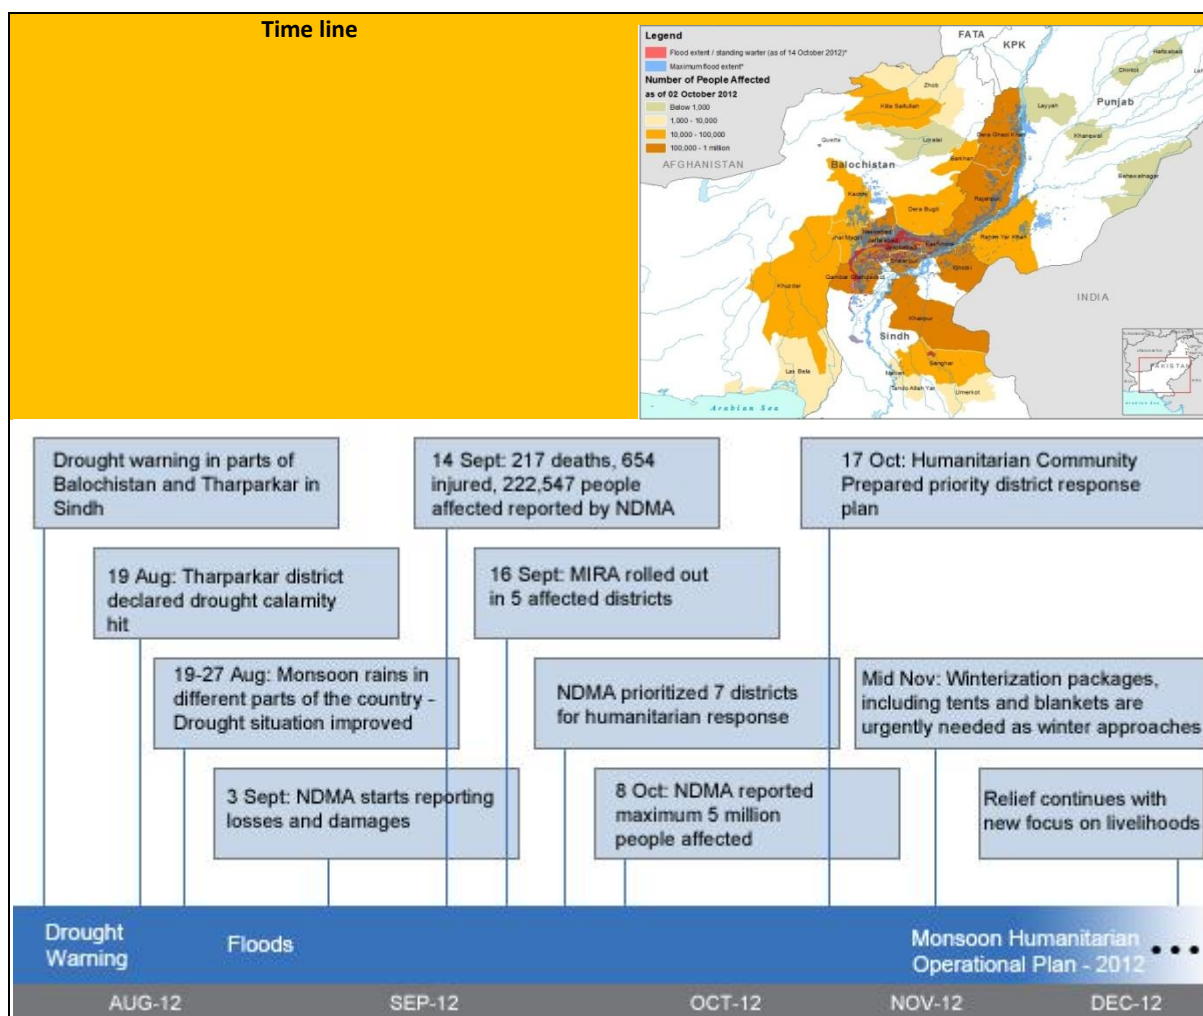 Time line
Legend
Flood extent / standing warter (as of 14 October 2012)*
Maximum flood extent*
Number of People Affected
as of 02 October 2012
Below 1,000
1,000 - 10,000
10,000 - 100,000
100,000 - 1 million
FATA
KPK
Hafizabad
Chiniot
Zhob
Killa Saifullah
Layyah
Punjab
Dera Ghazi Khan
Khanewal
Quetta
Loralai
AFGHANISTAN
Balochistan
Barkhan
Bahawalnagar
Kachhi
Rajanpur
Dera Bugti
Rahim Yar Khan
Jhal Magsi
Kashmore
Ghotki
Khuzdar
INDIA
Khairpur
Sindh
Sanghar
Las Bela
Tando Allah Yar
Umerkot
Arabian Sea
PAKISTAN
Drought warning in parts of
Balochistan and Tharparkar in
Sindh
14 Sept: 217 deaths, 654
injured, 222,547 people
affected reported by NDMA
17 Oct: Humanitarian Community
Prepared priority district response
plan
19 Aug: Tharparkar district
declared drought calamity
hit
16 Sept: MIRA rolled out
in 5 affected districts
19-27 Aug: Monsoon rains in
different parts of the country -
Drought situation improved
NDMA prioritized 7 districts
for humanitarian response
Mid Nov: Winterization packages,
including tents and blankets are
urgently needed as winter approaches
3 Sept: NDMA starts reporting
losses and damages
8 Oct: NDMA reported
maximum 5 million
people affected
Relief continues with
new focus on livelihoods
Drought
Warning
Floods
Monsoon Humanitarian
Operational Plan - 2012
AUG-12
SEP-12
OCT-12
NOV-12
DEC-12